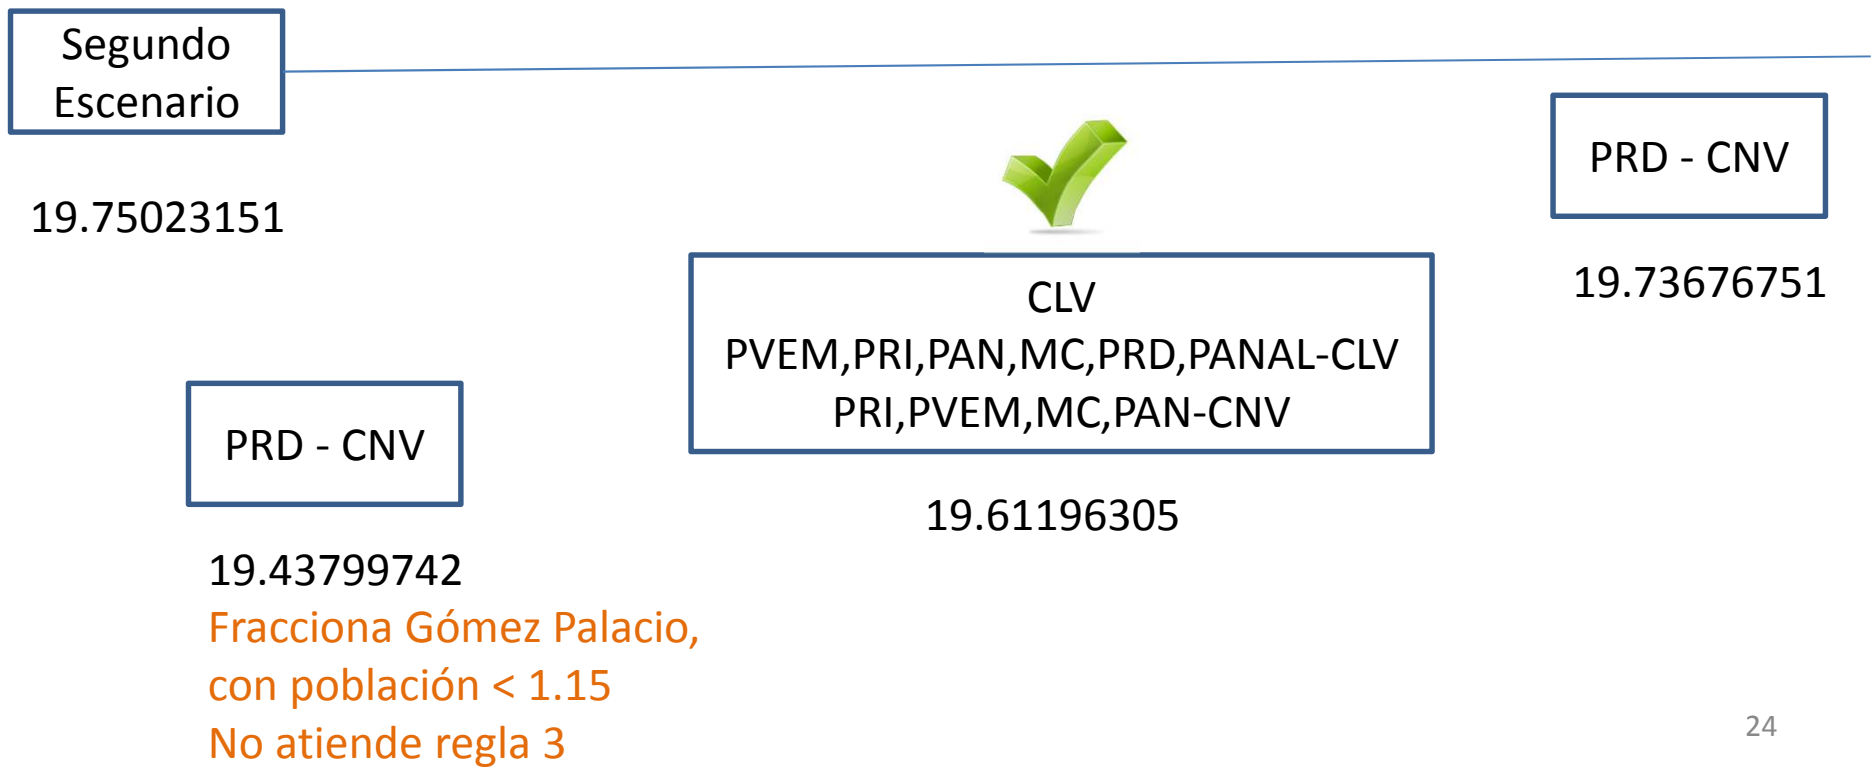 Segundo
Escenario
19.75023151
PRD - CNV
19.43799742
Fracciona Gómez Palacio,
con población < 1.15
No atiende regla 3
CLV
PVEM,PRI,PAN,MC,PRD,PANAL-CLV
PRI,PVEM,MC,PAN-CNV
19.61196305
PRD - CNV
19.73676751
24